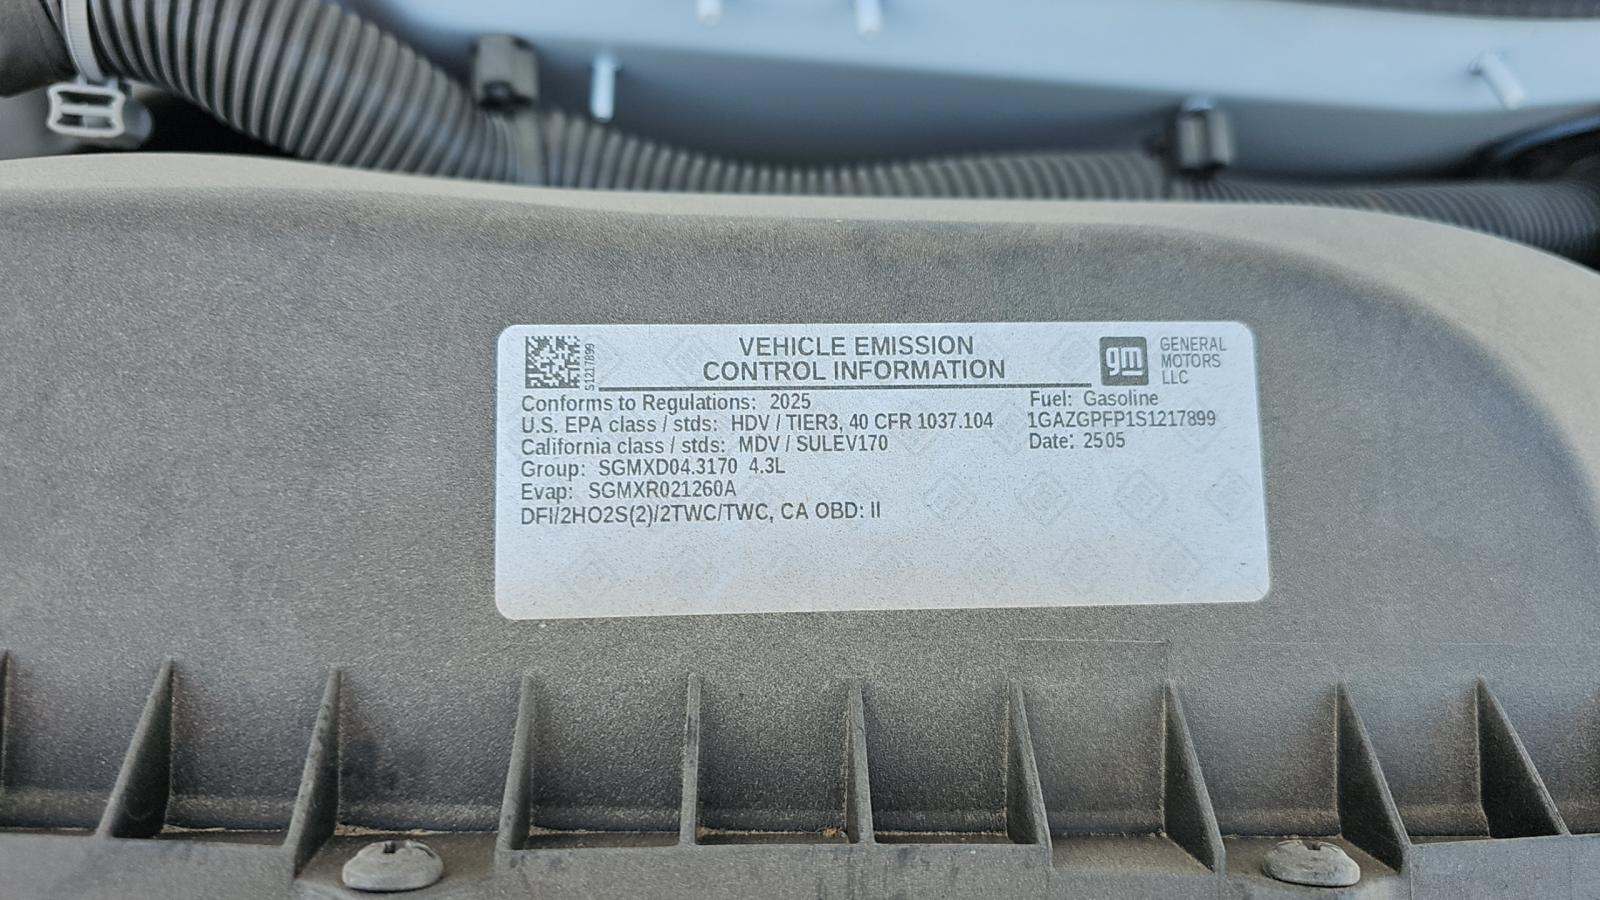 VEHICLE EMISSION
CONTROL INFORMATION
S1217899
gm
GENERAL
MOTORS
LLC
Conforms to Regulations: 2025
U.S. EPA class / stds: HDV / TIER3, 40 CFR 1037.104
California class / stds: MDV / SULEV170
Group: SGMXD04.3170 4.3L
Evap: SGMXR021260A
DFI/2HO2S(2)/2TWC/TWC, CA OBD: II
Fuel: Gasoline
1GAZGPFP1S1217899
Date: 2505